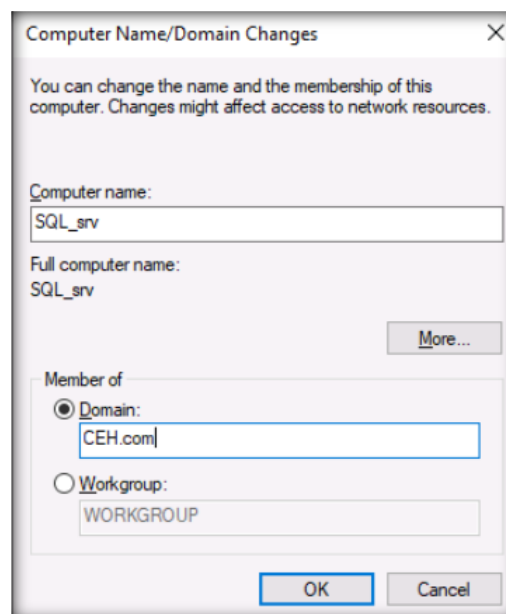 Computer Name/Domain Changes
You can change the name and the membership of this
computer. Changes might affect access to network resources.
Computer name:
SQL_srv
Full computer name:
SQL_srv
More...
Member of
Domain:
CEH.com
Workgroup:
WORKGROUP
OK Cancel